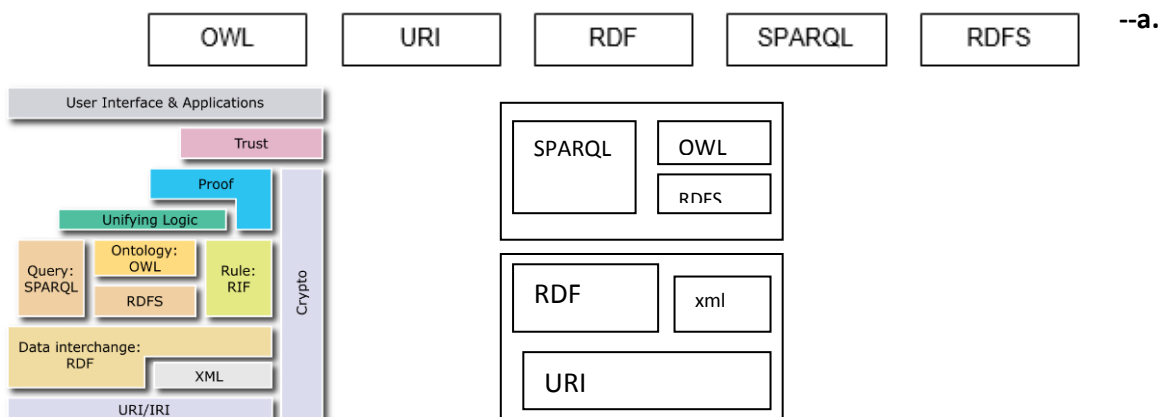 OWL URI RDF SPARQL RDFS --a.
User Interface & Applications
Trust
Proof
Unifying Logic
Query:
SPARQL
Ontology:
OWL
RDFS
Rule:
RIF
Crypto
Data interchange:
RDF
XML
URI/IRI
SPARQL
OWL
RDFS
RDF
xml
URI